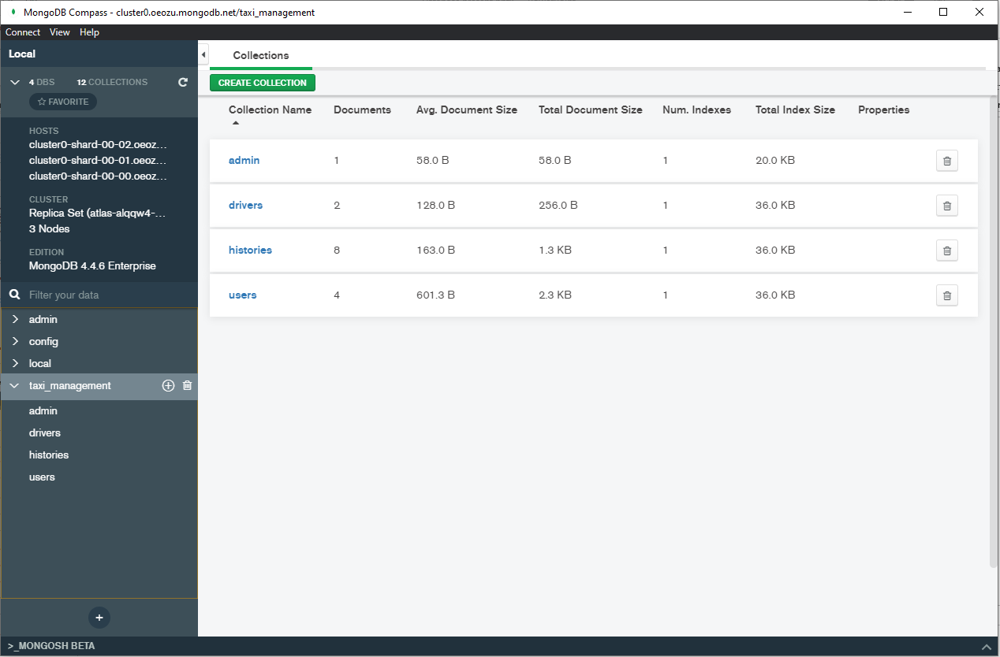 MongoDB Compass - cluster0.oeozu.mongodb.net/taxi_management
Connect View Help
Local
4 DBS 12 COLLECTIONS
FAVORITE
HOSTS
cluster0-shard-00-02.oeoz...
cluster0-shard-00-01.oeoz...
cluster0-shard-00-00.oeoz...
CLUSTER
Replica Set (atlas-alqqw4-...
3 Nodes
EDITION
MongoDB 4.4.6 Enterprise
Filter your data
admin
config
local
taxi_management
admin
drivers
histories
users
+
Collections
CREATE COLLECTION
Collection Name Documents Avg. Document Size Total Document Size Num. Indexes Total Index Size Properties
admin 1 58.0 B 58.0 B 1 20.0 KB
drivers 2 128.0 B 256.0 B 1 36.0 KB
histories 8 163.0 B 1.3 KB 1 36.0 KB
users 4 601.3 B 2.3 KB 1 36.0 KB
>_MONGOSH BETA